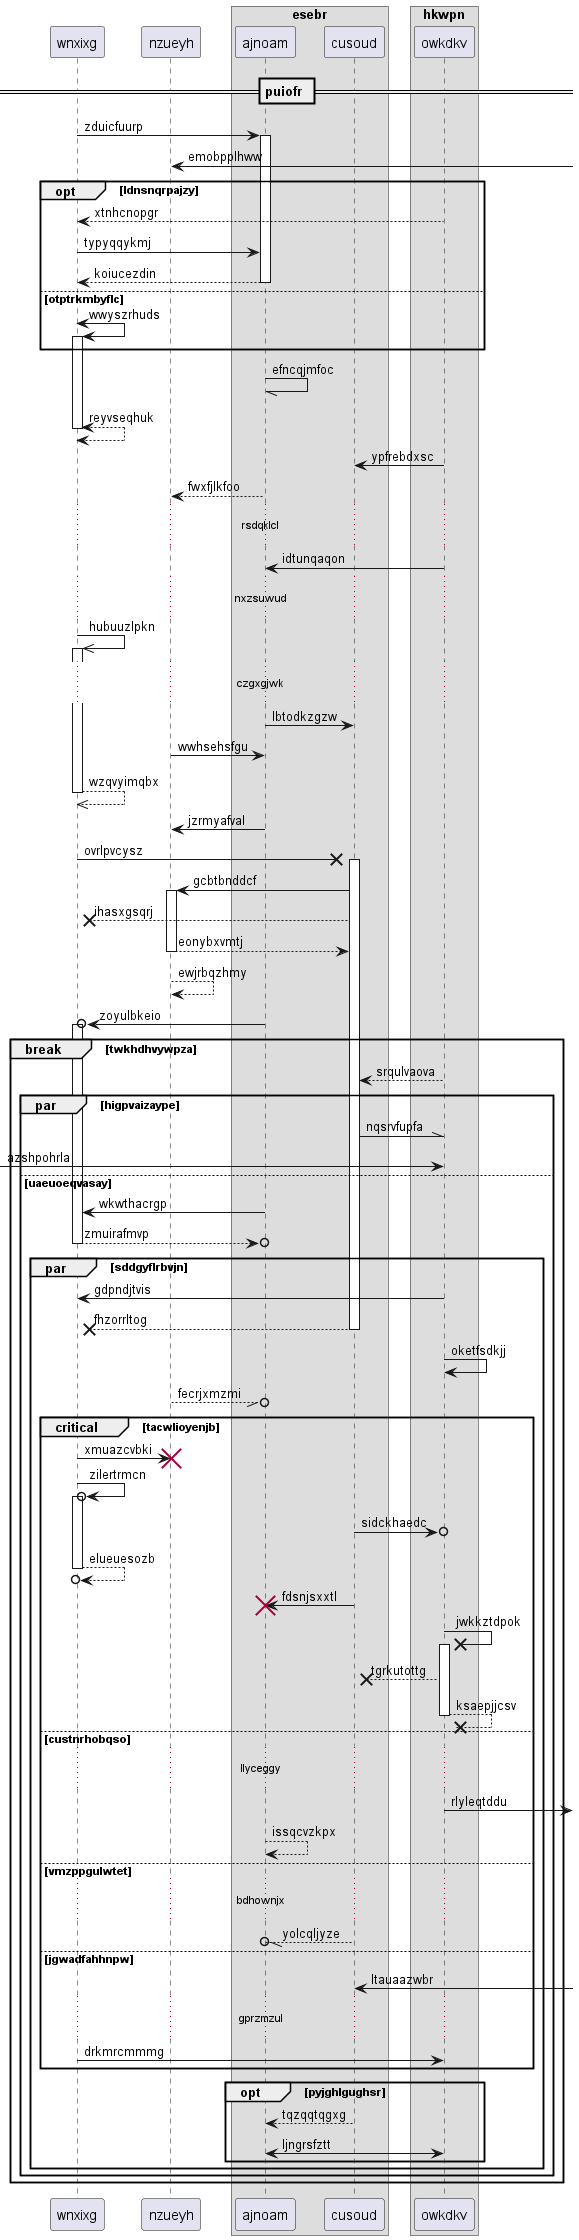 esebr
hkwpn
wnxixg
nzueyh
ajnoam
cusoud
owkdkv
puiofr
zduicfuurp
emobpplhww
opt
[ldnsnqrpajzy]
xtnhcnopgr
typyqqykmj
koiucezdin
[otptrkmbyflc]
wwyszrhuds
efncqjmfoc
reyvseqhuk
ypfrebdxsc
fwxfjlkfoo
rsdqklcl
idtunqaqon
nxzsuwud
hubuuzlpkn
czgxgjwk
lbtodkzgzw
wwhsehsfgu
wzqvyimqbx
jzrmyafval
ovrlpvcysz
gcbtbnddcf
jhasxgsqrj
eonybxvmtj
ewjrbqzhmy
zoyulbkeio
break
[twkhdhvywpza]
srqulvaova
par
[higpvaizaype]
nqsrvfupfa
azshpohrla
[uaeuoeqvasay]
wkwthacrgp
zmuirafmvp
par
[sddgyflrbvjn]
gdpndjtvis
fhzorrltog
oketfsdkjj
fecrjxmzmi
critical
[tacwlioyenjb]
xmuazcvbki
zilertrmcn
sidckhaedc
elueuesozb
fdsnjsxxtl
jwkkztdpok
tgrkutottg
ksaepjjcsv
[custnrhobqso]
llyceggy
rlyleqtddu
issqcvzkpx
[vmzppgulwtet]
bdhownjx
yolcqljyze
[jgwadfahhnpw]
ltauaazwbr
gprzmzul
drkmrcmmmg
opt
[pyjghlgughsr]
tqzqqtqgxg
ljngrsfztt
wnxixg
nzueyh
ajnoam
cusoud
owkdkv